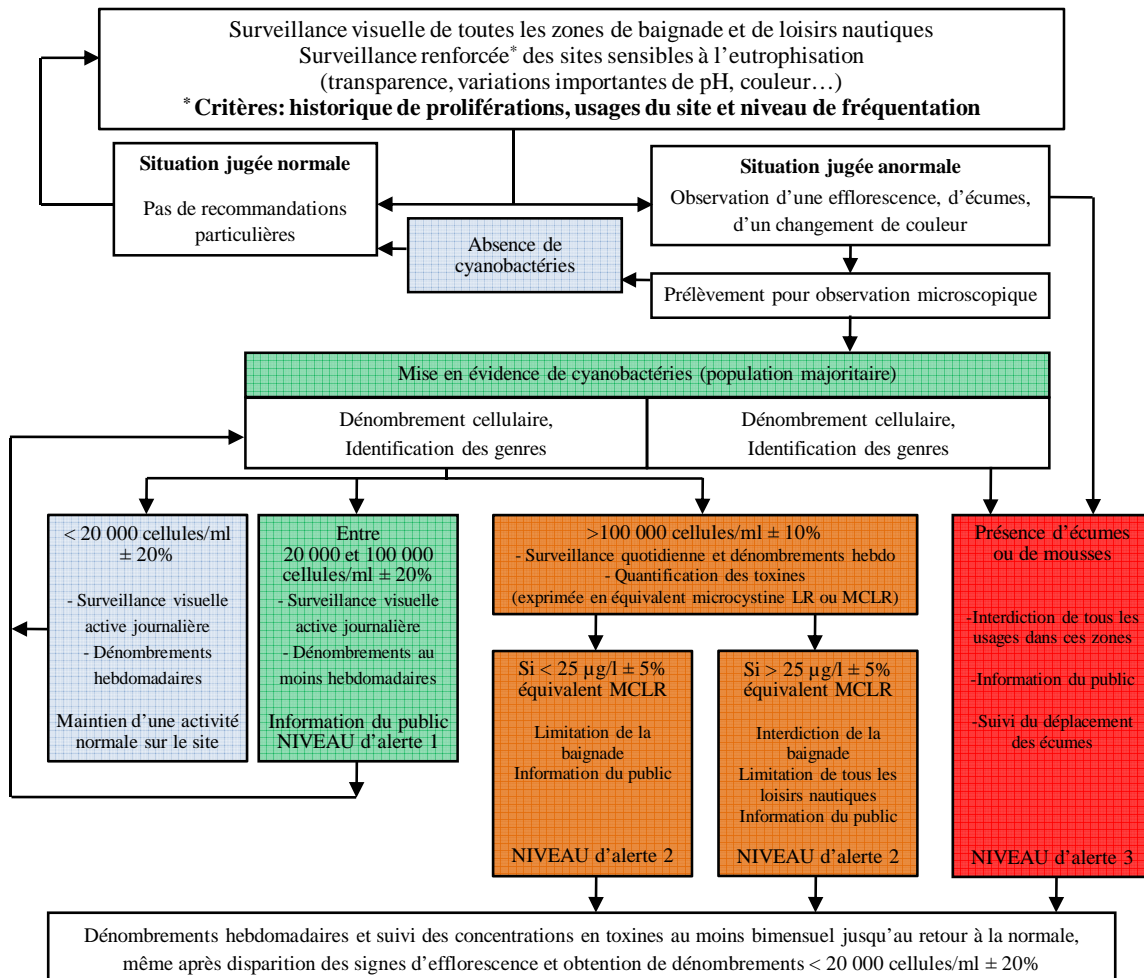 Surveillance visuelle de toutes les zones de baignade et de loisirs nautiques
Surveillance renforcée* des sites sensibles à l’eutrophisation
(transparence, variations importantes de pH, couleur…)
* Critères: historique de proliférations, usages du site et niveau de fréquentation
Situation jugée normale
Pas de recommandations
particulières
Situation jugée anormale
Observation d’une efflorescence, d’écumes,
d’un changement de couleur
Absence de
cyanobactéries
Prélèvement pour observation microscopique
Mise en évidence de cyanobactéries (population majoritaire)
Dénombrement cellulaire,
Identification des genres
Dénombrement cellulaire,
Identification des genres
< 20 000 cellules/ml
± 20%
- Surveillance visuelle
active journalière
- Dénombrements
hebdomadaires
Maintien d’une activité
normale sur le site
Entre
20 000 et 100 000
cellules/ml ± 20%
- Surveillance visuelle
active journalière
- Dénombrements au
moins hebdomadaires
Information du public
NIVEAU d’alerte 1
>100 000 cellules/ml ± 10%
- Surveillance quotidienne et dénombrements hebdo
- Quantification des toxines
(exprimée en équivalent microcystine LR ou MCLR)
Si < 25 µg/l ± 5%
équivalent MCLR
Limitation de la
baignade
Information du public
NIVEAU d’alerte 2
Si > 25 µg/l ± 5%
équivalent MCLR
Interdiction de la
baignade
Limitation de tous les
loisirs nautiques
Information du public
NIVEAU d’alerte 2
Présence d’écumes
ou de mousses
-Interdiction de tous les
usages dans ces zones
-Information du public
-Suivi du déplacement
des écumes
NIVEAU d’alerte 3
Dénombrements hebdomadaires et suivi des concentrations en toxines au moins bimensuel jusqu’au retour à la normale,
même après disparition des signes d’efflorescence et obtention de dénombrements < 20 000 cellules/ml ± 20%